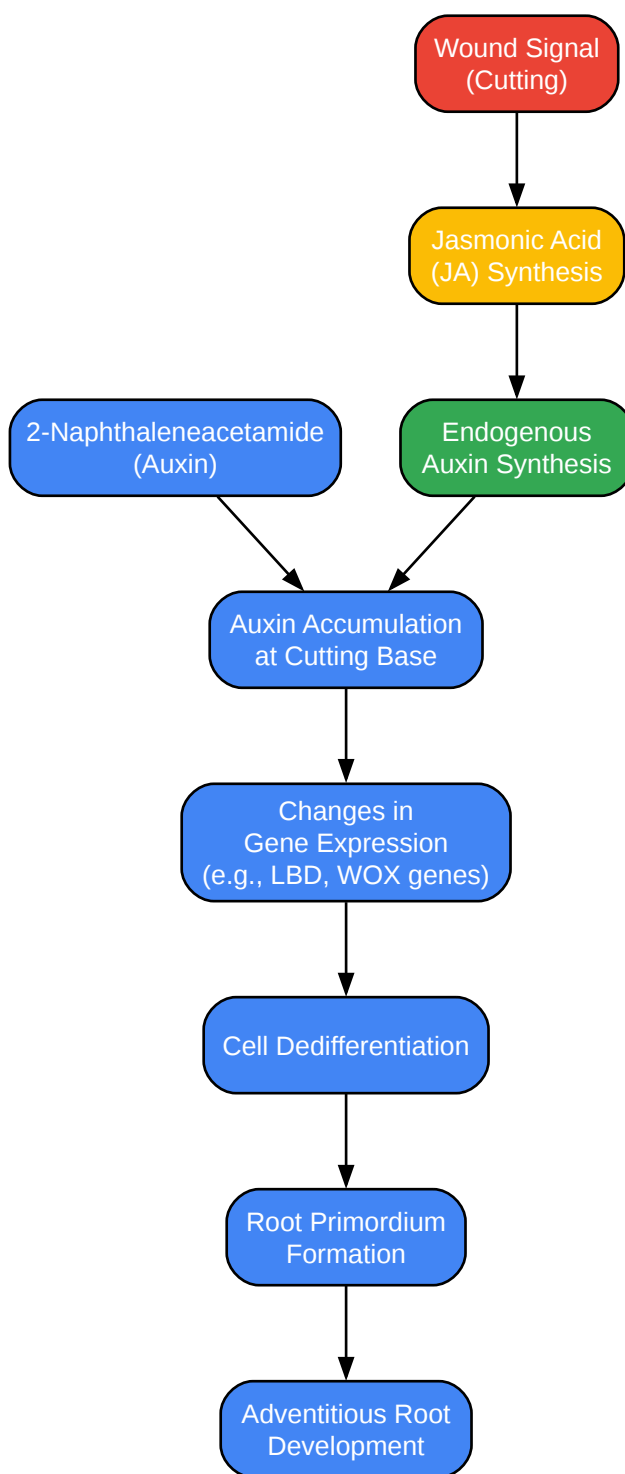 Wound Signal
(Cutting)
Jasmonic Acid
(JA) Synthesis
2-Naphthaleneacetamide
(Auxin)
Endogenous
Auxin Synthesis
Auxin Accumulation
at Cutting Base
Changes in
Gene Expression
(e.g., LBD, WOX genes)
Cell Dedifferentiation
Root Primordium
Formation
Adventitious Root
Development